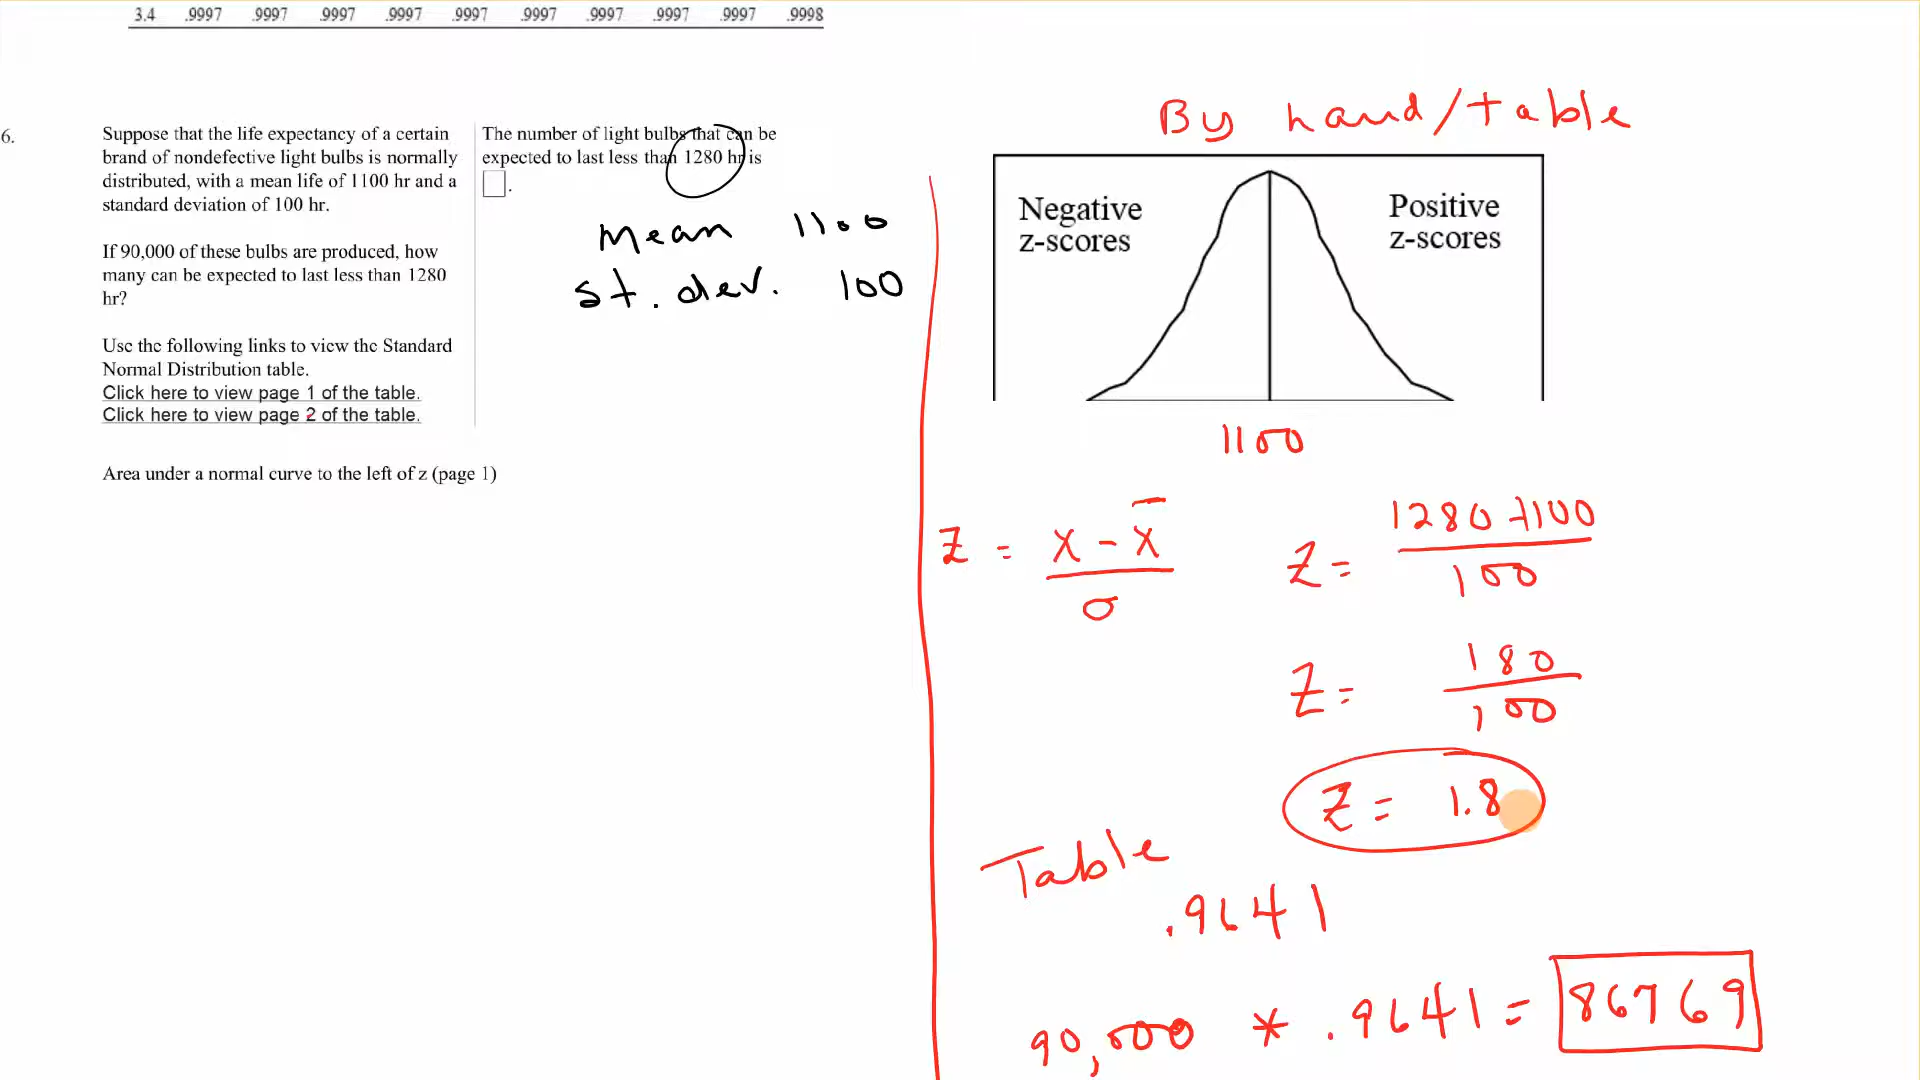 3.4 .9997 .9997 .9997 .9997 .9997 .9997 .9997 .9997 .9997 .9998
6.
Suppose that the life expectancy of a certain
brand of nondefective light bulbs is normally
distributed, with a mean life of 1100 hr and a
standard deviation of 100 hr.
If 90,000 of these bulbs are produced, how
many can be expected to last less than 1280
hr?
Use the following links to view the Standard
Normal Distribution table.
Click here to view page 1 of the table.
Click here to view page 2 of the table.
Area under a normal curve to the left of z (page 1)
The number of light bulbs that can be
expected to last less than 1280 hr is
.
Mean 1100
st. dev. 100
By hand/table
Negative
z-scores
Positive
z-scores
1100
Z = x - x̄
σ
Z = 1280-1100
100
Z = 180
100
Z = 1.8
Table
.9641
90,000 * .9641 = 86769